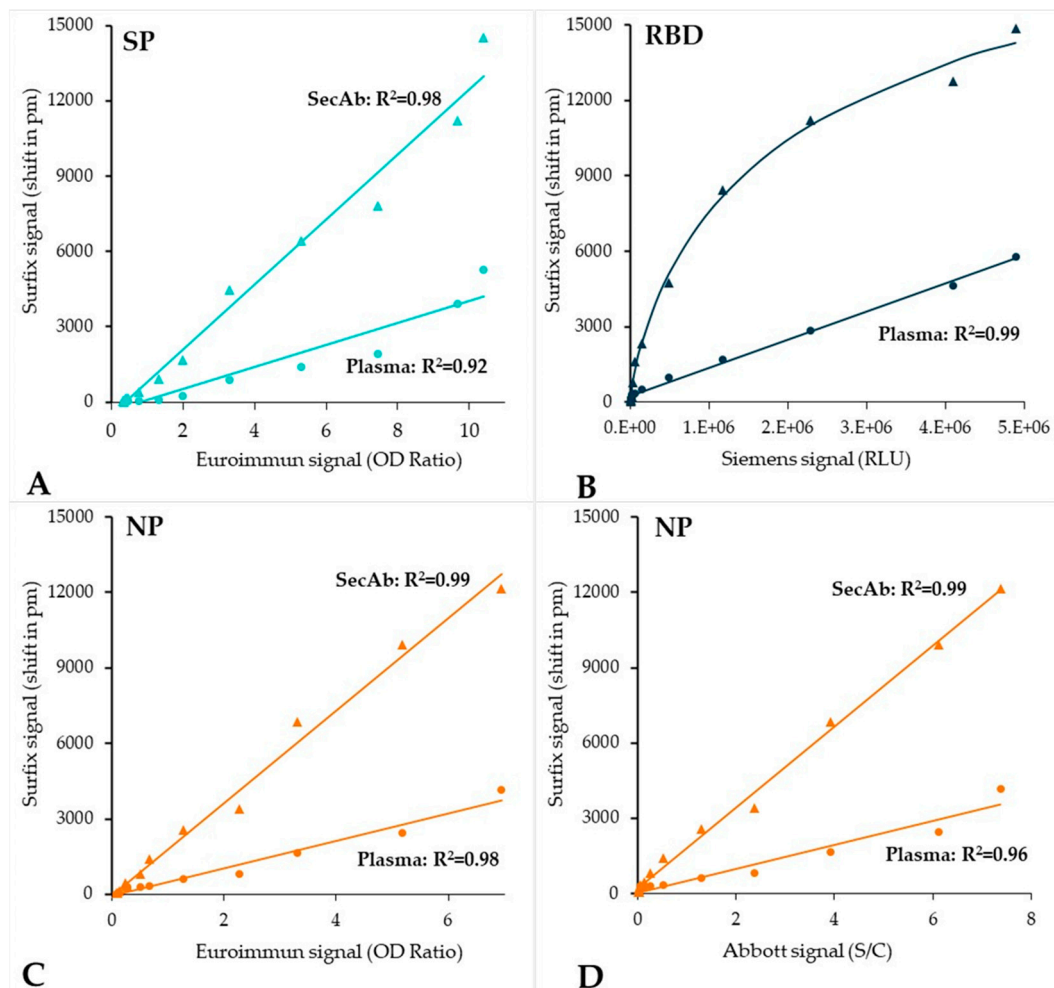 SP
Surfix signal (shift in pm)
15000
12000
9000
6000
3000
0
SecAb: R²=0.98
Plasma: R²=0.92
0 2 4 6 8 10
Euroimmun signal (OD Ratio)
A
RBD
Surfix signal (shift in pm)
15000
12000
9000
6000
3000
0
Plasma: R²=0.99
0.E+00 1.E+06 2.E+06 3.E+06 4.E+06 5.E+06
Siemens signal (RLU)
B
NP
Surfix signal (shift in pm)
15000
12000
9000
6000
3000
0
SecAb: R²=0.99
Plasma: R²=0.98
0 2 4 6
Euroimmun signal (OD Ratio)
C
NP
Surfix signal (shift in pm)
15000
12000
9000
6000
3000
0
SecAb: R²=0.99
Plasma: R²=0.96
0 2 4 6 8
Abbott signal (S/C)
D